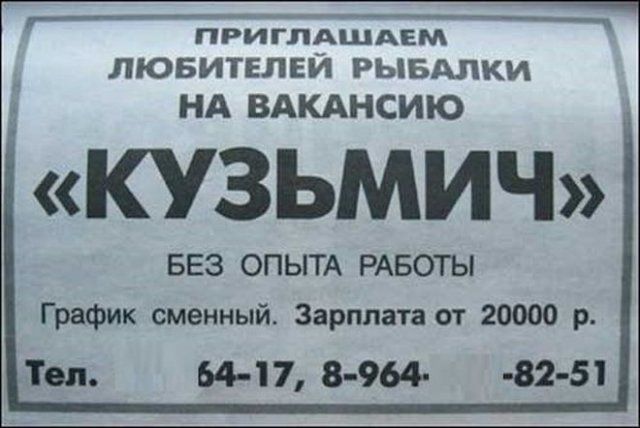 ПРИГЛАШАЕМ
ЛЮБИТЕЛЕЙ РЫБАЛКИ
НА ВАКАНСИЮ
«КУЗЬМИЧ»
БЕЗ ОПЫТА РАБОТЫ
График сменный. Зарплата от 20000 р.
Тел. 64-17, 8-964- -82-51